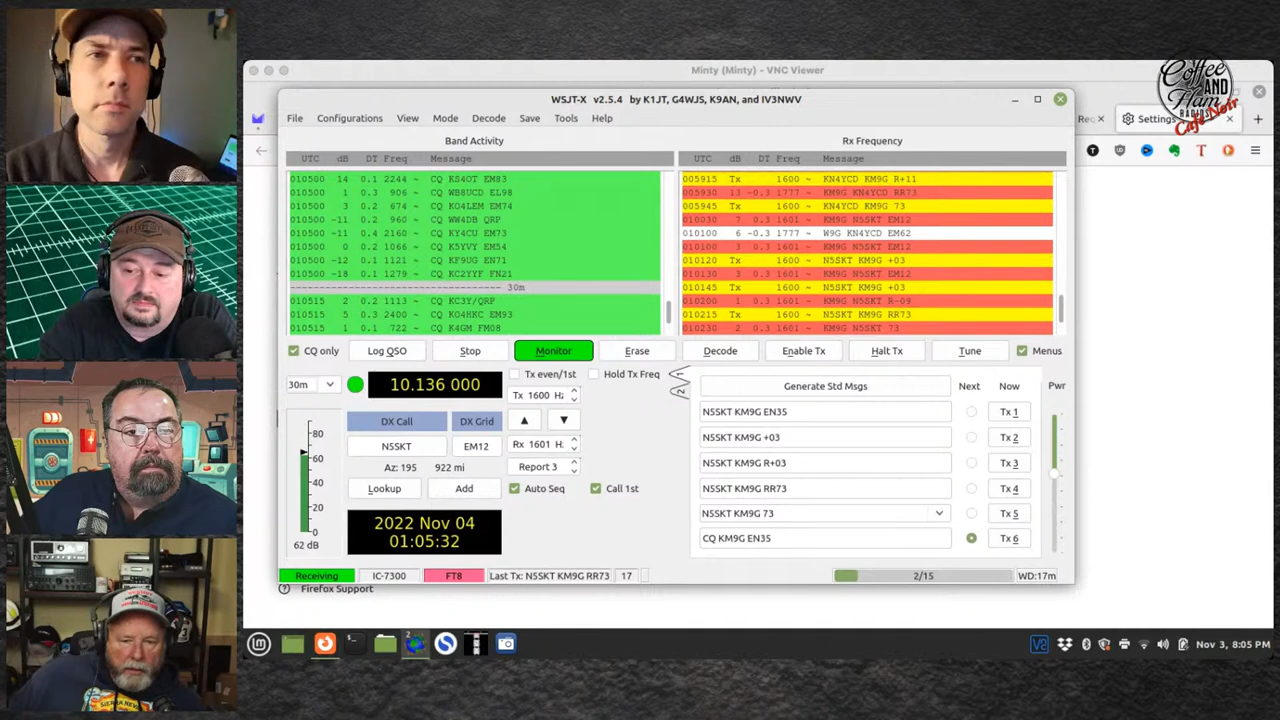 Coffee
AND
Ham
RADIOS
Café Noir
Minty (Minty) - VNC Viewer
WSJT-X v2.5.4 by K1JT, G4WJS, K9AN, and IV3NWV
Settings
File Configurations View Mode Decode Save Tools Help
Band Activity
UTC dB DT Freq Message
010500 14 0.1 2244 ~ CQ KS4OT EM83
010500 1 0.3 906 ~ CQ WB8UCD EL98
010500 3 0.2 674 ~ CQ KO4LEM EM74
010500 -11 0.2 960 ~ CQ WW4DB QRP
010500 -11 0.4 2160 ~ CQ KY4CU EM73
010500 0 0.2 1066 ~ CQ K5YVY EM54
010500 -12 0.1 1121 ~ CQ KF9UG EN71
010500 -18 0.1 1279 ~ CQ KC2YYF FN21
30m
010515 2 0.2 1113 ~ CQ KC3Y/QRP
010515 5 0.3 2400 ~ CQ KO4HKC EM93
010515 1 0.1 722 ~ CQ K4GM FM08
Rx Frequency
UTC dB DT Freq Message
005915 Tx 1600 ~ KN4YCD KM9G R+11
005930 13 -0.3 1777 ~ KM9G KN4YCD RR73
005945 Tx 1600 ~ KN4YCD KM9G 73
010030 7 0.3 1601 ~ KM9G N5SKT EM12
010100 6 -0.3 1777 ~ W9G KN4YCD EM62
010100 3 0.3 1601 ~ KM9G N5SKT EM12
010120 Tx 1600 ~ N5SKT KM9G +03
010130 3 0.3 1601 ~ KM9G N5SKT EM12
010145 Tx 1600 ~ N5SKT KM9G +03
010200 1 0.3 1601 ~ KM9G N5SKT R-09
010215 Tx 1600 ~ N5SKT KM9G RR73
010230 2 0.3 1601 ~ KM9G N5SKT 73
CQ only Log QSO Stop Monitor Erase Decode Enable Tx Halt Tx Tune Menus
30m 10.136 000
Tx even/1st Hold Tx Freq
Tx 1600 Hz
DX Call DX Grid
N5SKT EM12
Rx 1601 Hz
Az: 195 922 mi
Report 3
Lookup Add
Auto Seq Call 1st
2022 Nov 04
01:05:32
80
60
40
20
0
62 dB
1
2
Generate Std Msgs Next Now Pwr
N5SKT KM9G EN35 Tx 1
N5SKT KM9G +03 Tx 2
N5SKT KM9G R+03 Tx 3
N5SKT KM9G RR73 Tx 4
N5SKT KM9G 73 Tx 5
CQ KM9G EN35 Tx 6
Receiving IC-7300 FT8 Last Tx: N5SKT KM9G RR73 17 2/15 WD:17m
Firefox Support
Nov 3, 8:05 PM